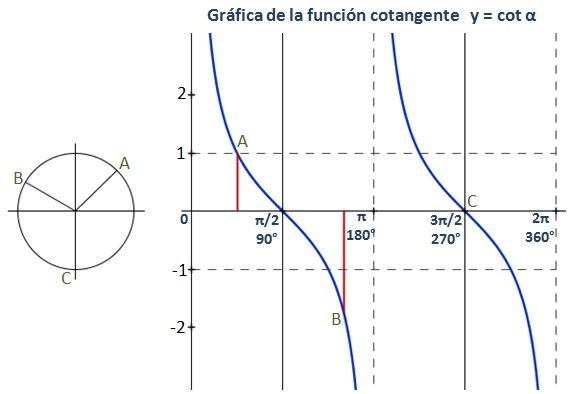 Gráfica de la función cotangente y = cot α
2
1
0
-1
-2
A
B
C
A
B
C
π/2
90°
π
180°
3π/2
270°
2π
360°